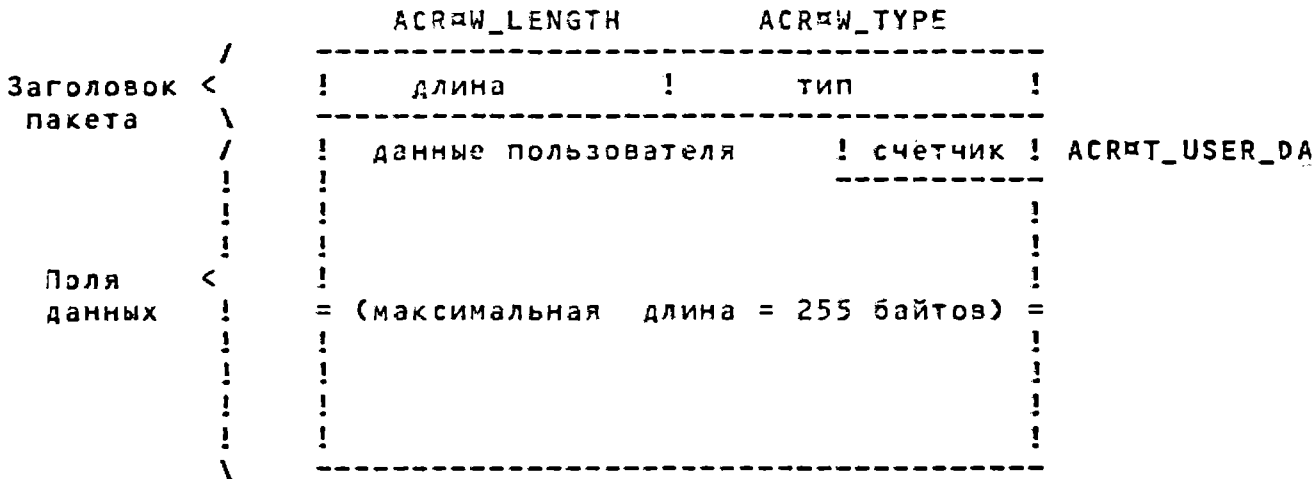 ACR¤W_LENGTH ACR¤W_TYPE
Заголовок < ! длина ! тип !
пакета
! данные пользователя ! счетчик ! ACR¤T_USER_DA
Поля <
данных ! = (максимальная длина = 255 байтов) =